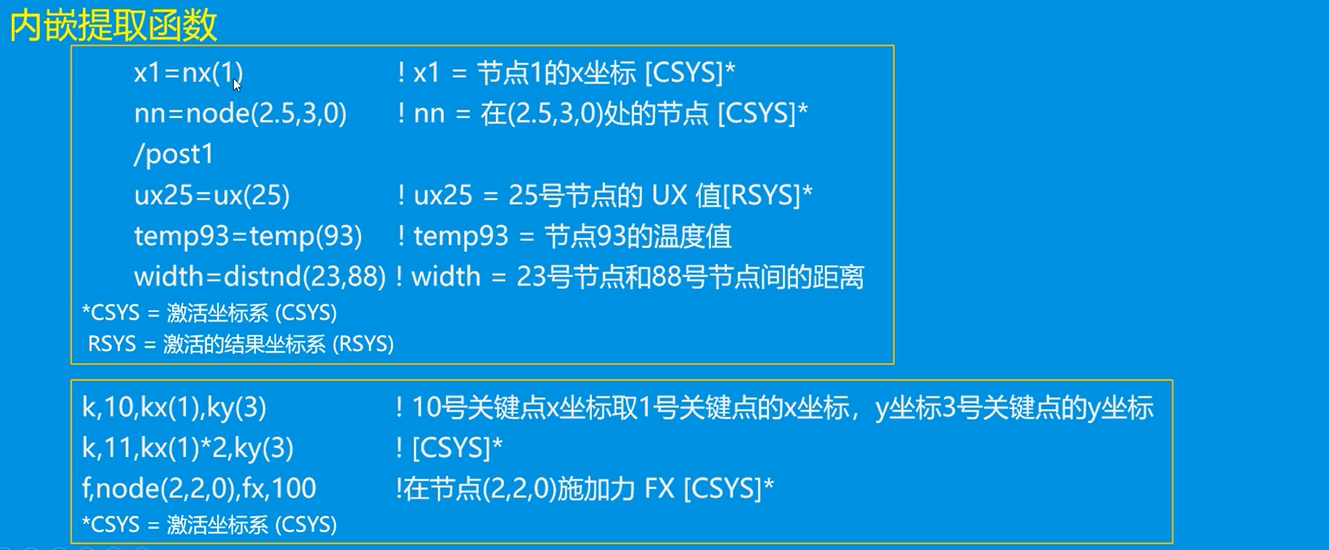 内嵌提取函数
x1=nx(1) ! x1 = 节点1的x坐标 [CSYS]*
nn=node(2.5,3,0) ! nn = 在(2.5,3,0)处的节点 [CSYS]*
/post1
ux25=ux(25) ! ux25 = 25号节点的 UX 值[RSYS]*
temp93=temp(93) ! temp93 = 节点93的温度值
width=distnd(23,88) ! width = 23号节点和88号节点间的距离
*CSYS = 激活坐标系 (CSYS)
RSYS = 激活的结果坐标系 (RSYS)
k,10,kx(1),ky(3) ! 10号关键点x坐标取1号关键点的x坐标，y坐标3号关键点的y坐标
k,11,kx(1)*2,ky(3) ! [CSYS]*
f,node(2,2,0),fx,100 !在节点(2,2,0)施加力 FX [CSYS]*
*CSYS = 激活坐标系 (CSYS)